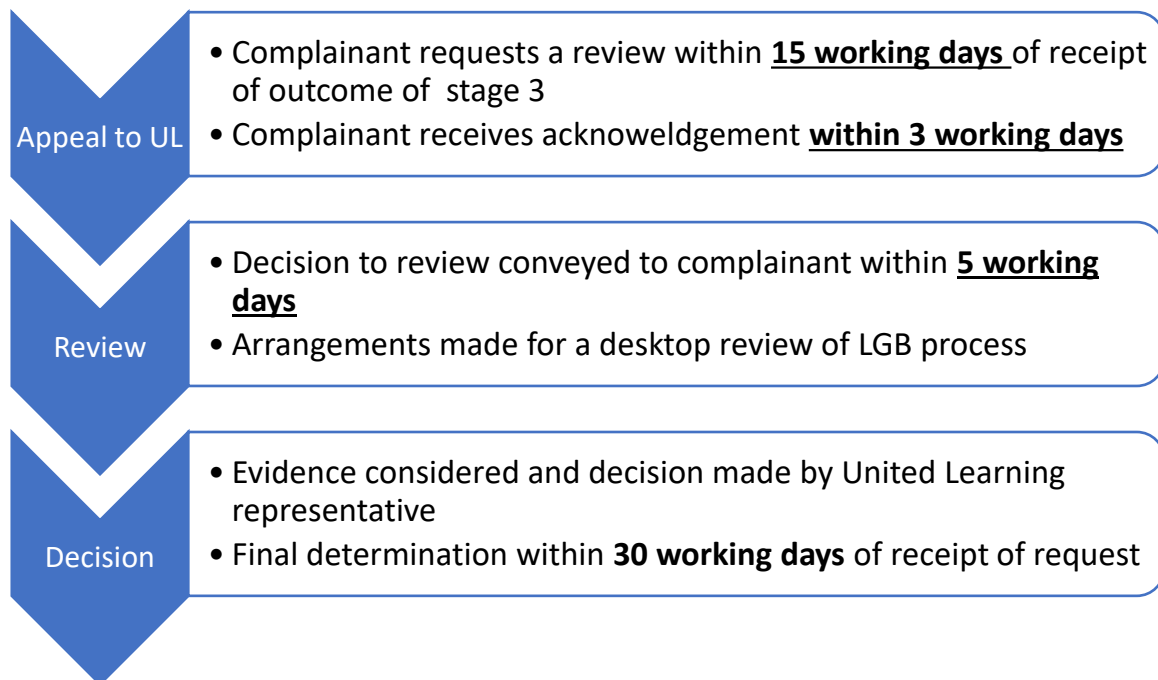 Appeal to UL
• Complainant requests a review within 15 working days of receipt
of outcome of stage 3
• Complainant receives acknoweldgement within 3 working days
Review
• Decision to review conveyed to complainant within 5 working
days
• Arrangements made for a desktop review of LGB process
Decision
• Evidence considered and decision made by United Learning
representative
• Final determination within 30 working days of receipt of request